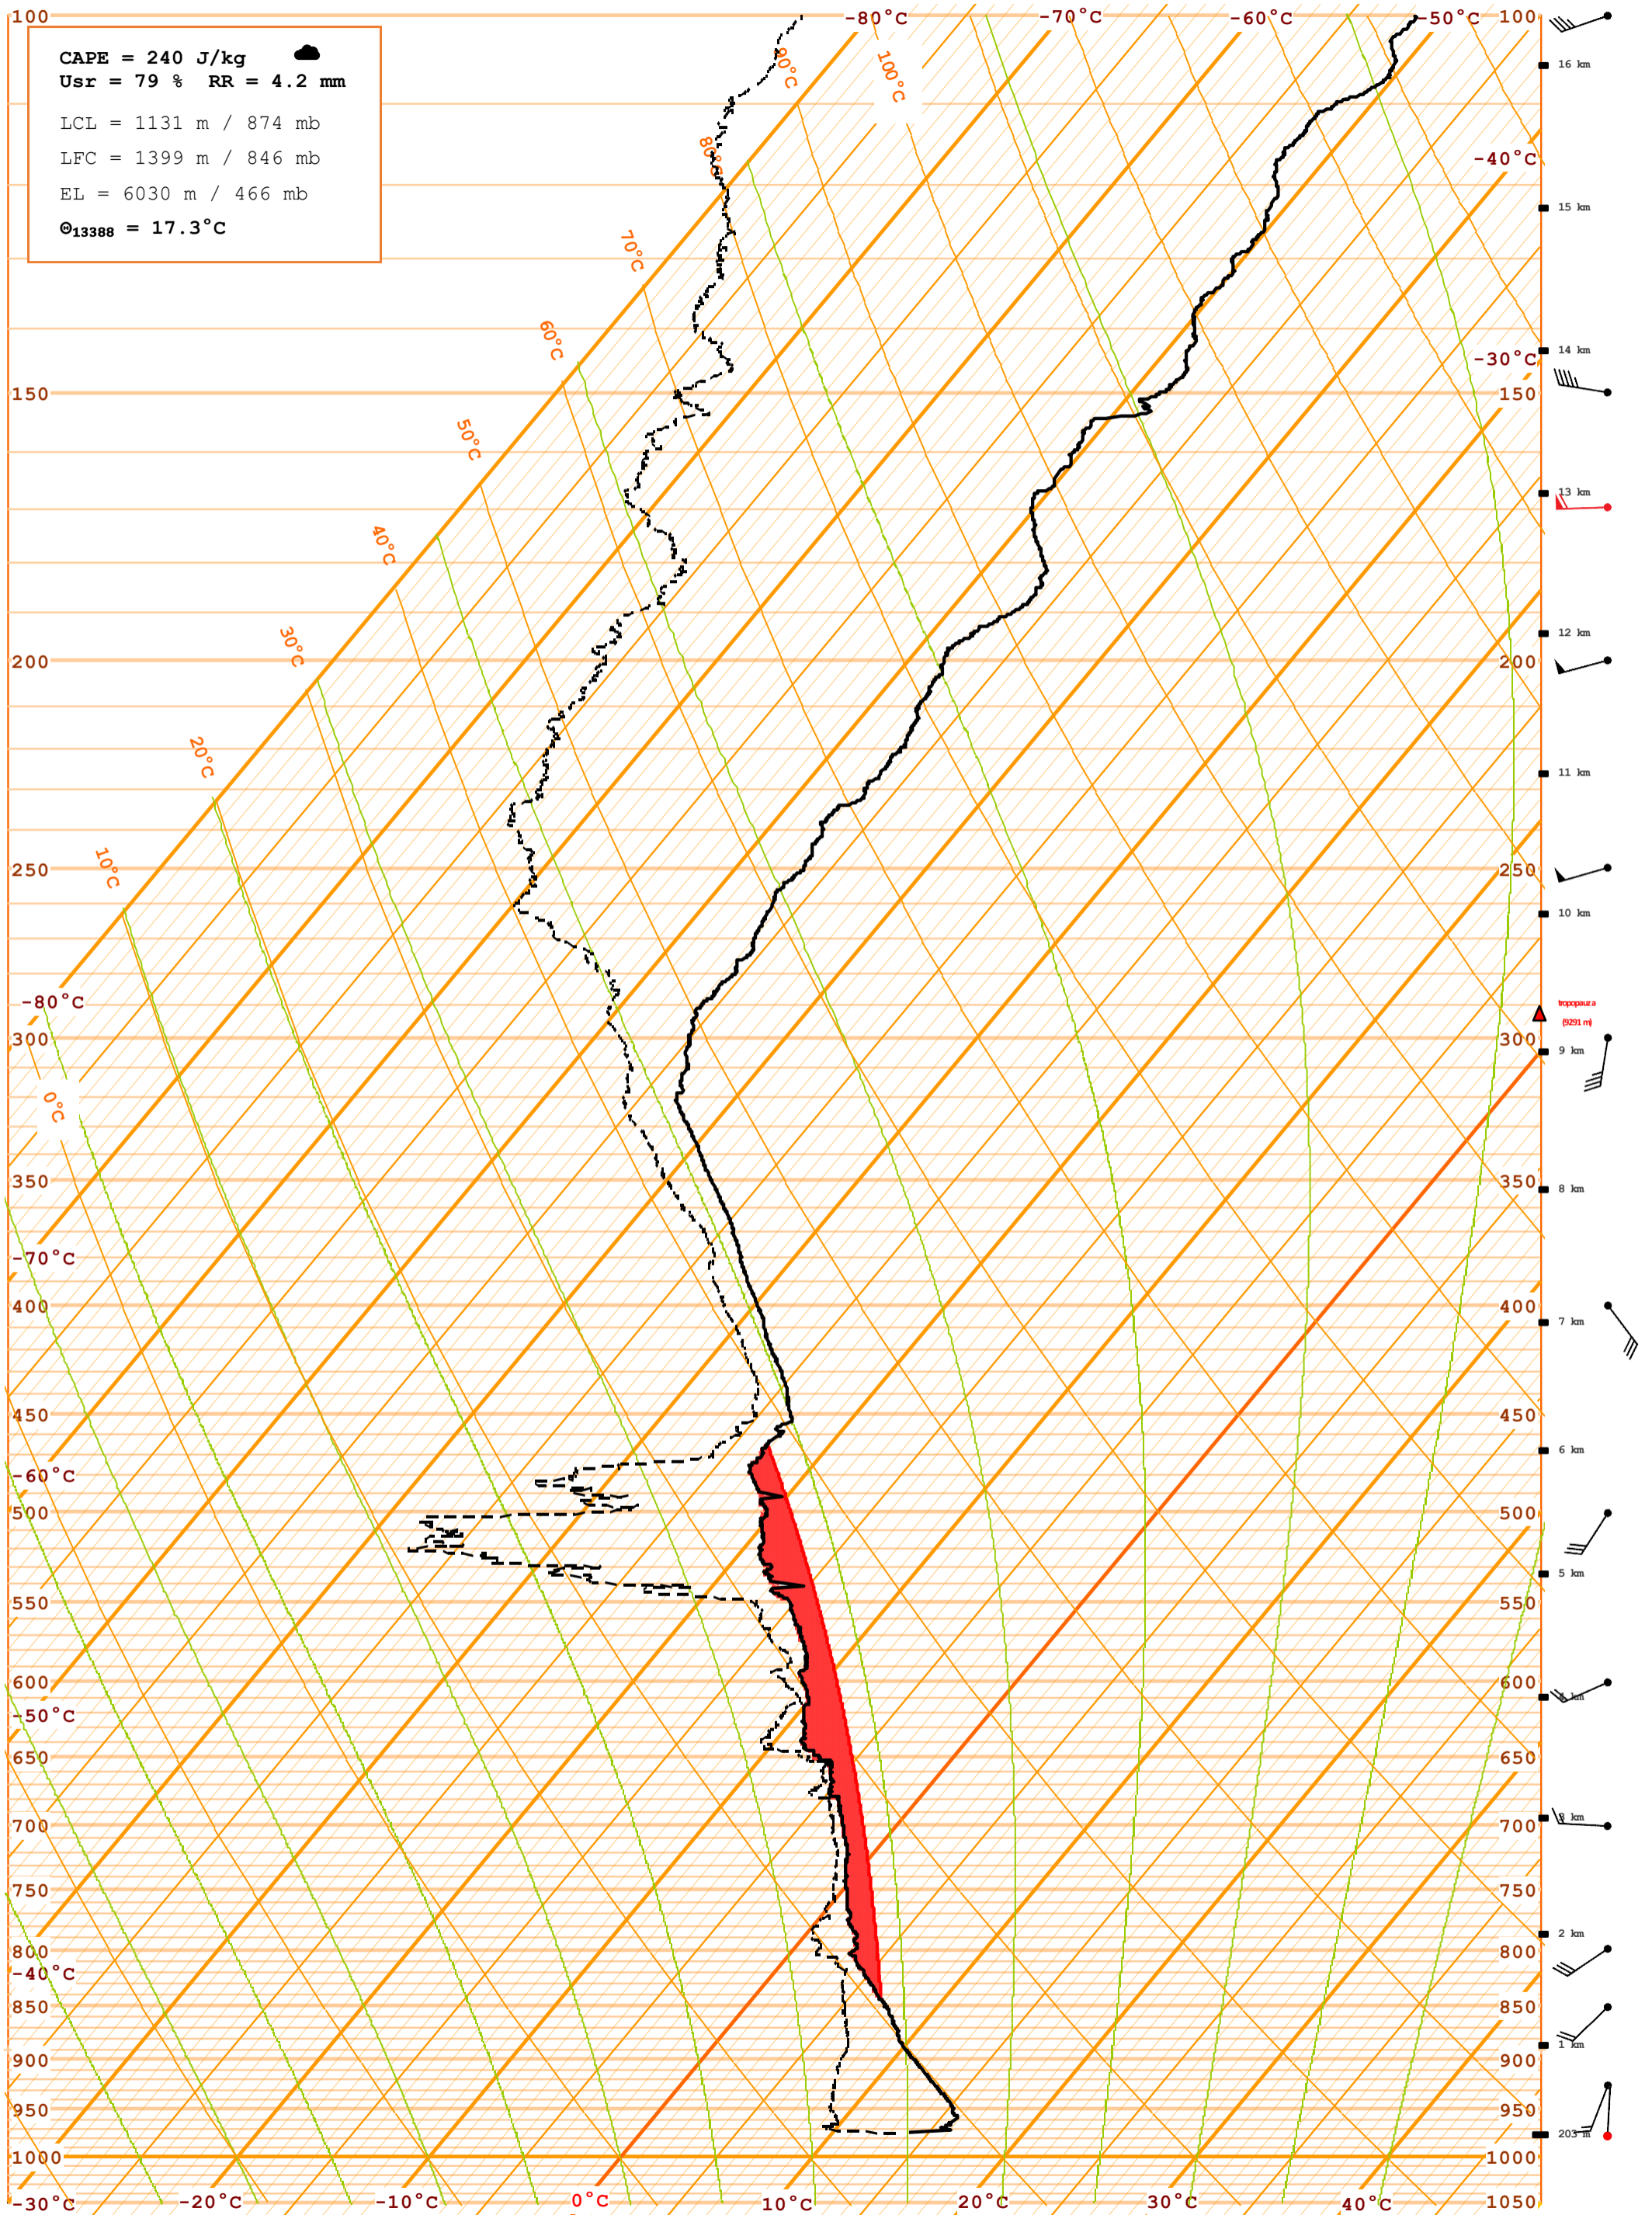 100 -80°C -70°C -60°C -50°C 100
CAPE = 240 J/kg
Usr = 79 % RR = 4.2 mm
LCL = 1131 m / 874 mb
LFC = 1399 m / 846 mb
EL = 6030 m / 466 mb
Θ13388 = 17.3°C
90°C 100°C
16 km
80°C -40°C
15 km
70°C
60°C 14 km
-30°C
150 150
50°C
13 km
40°C
30°C 12 km
200 200
20°C 11 km
10°C
250 250
10 km
-80°C tropopauza
(9291 m)
300 300
9 km
0°C
350 350
8 km
-70°C
400 400
7 km
450 450
6 km
-60°C
500 500
5 km
550 550
600 600
km
-50°C
650 650
3 km
700 700
750 750
2 km
800 800
-40°C
850 850
1 km
900 900
950 950
203 m
1000 1000
-30°C -20°C -10°C 0°C 10°C 20°C 30°C 40°C 1050